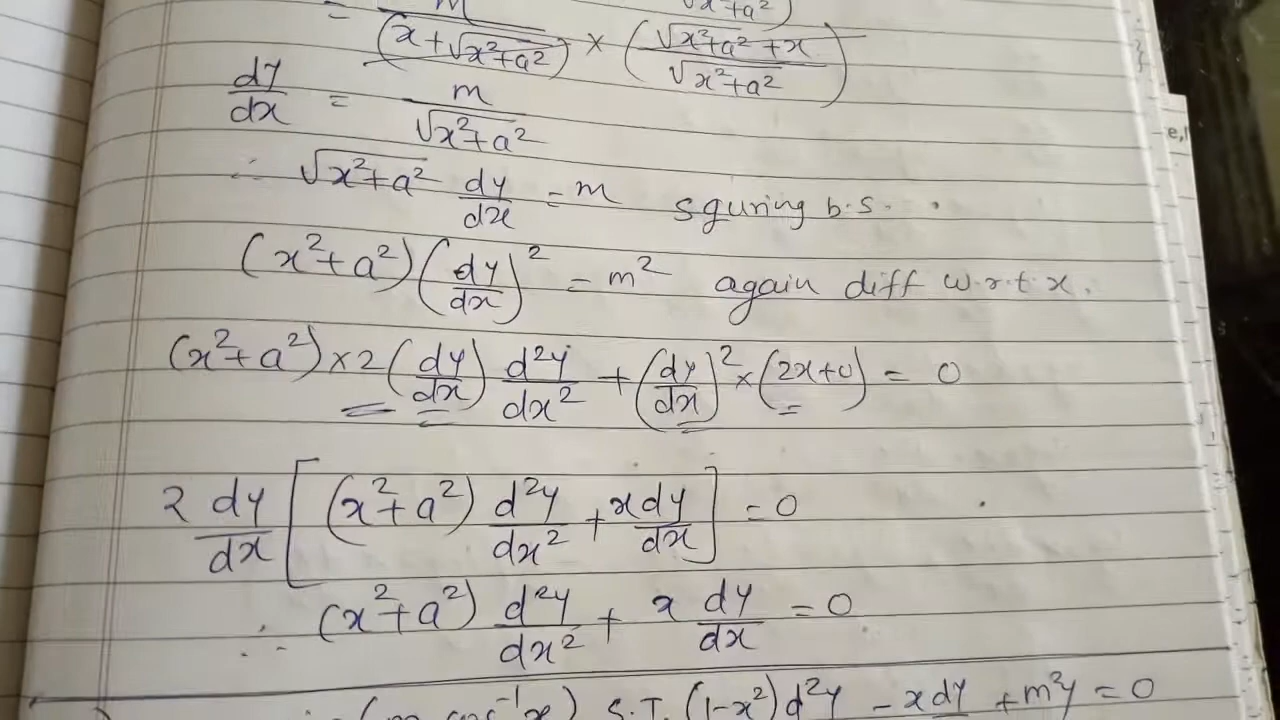 = m/(x+√x²+a²) × (√x²+a² +x/√x²+a²)
dy/dx = m/√x²+a²
∴ √x²+a² dy/dx = m sguring b.s.
(x²+a²)(dy/dx)² = m² again diff w.r.t x.
(x²+a²)×2(dy/dx) d²y/dx² + (dy/dx)²×(2x+0) = 0
2 dy/dx [(x²+a²) d²y/dx² + x dy/dx] = 0
∴ (x²+a²) d²y/dx² + x dy/dx = 0
S.T. (1-x²)d²y - xdy + m²y = 0